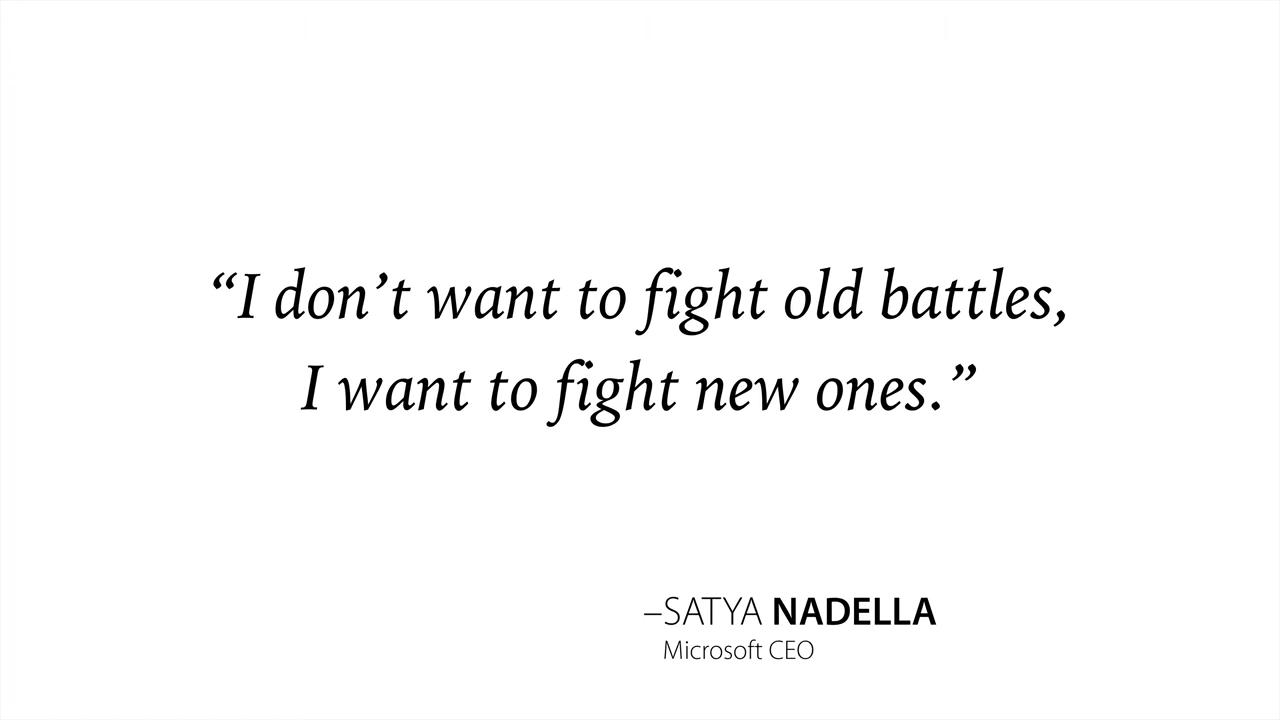 “I don’t want to fight old battles,
I want to fight new ones.”
–SATYA NADELLA
Microsoft CEO